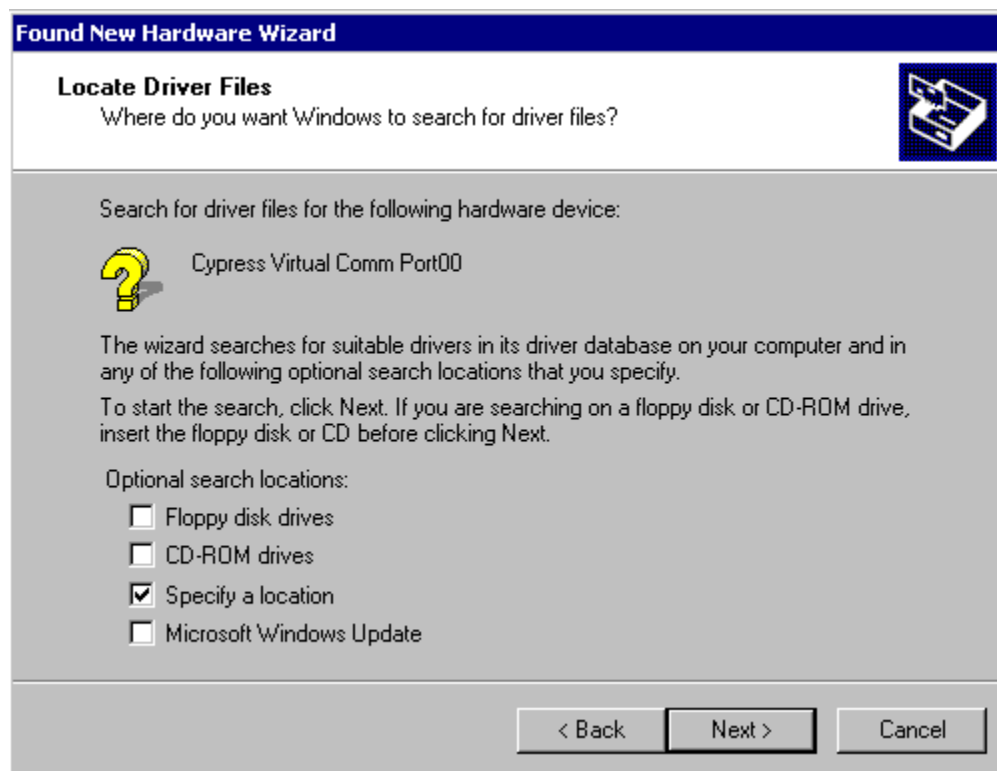 Found New Hardware Wizard
Locate Driver Files
Where do you want Windows to search for driver files?
Search for driver files for the following hardware device:
Cypress Virtual Comm Port00
The wizard searches for suitable drivers in its driver database on your computer and in
any of the following optional search locations that you specify.
To start the search, click Next. If you are searching on a floppy disk or CD-ROM drive,
insert the floppy disk or CD before clicking Next.
Optional search locations:
Floppy disk drives
CD-ROM drives
Specify a location
Microsoft Windows Update
< Back
Next >
Cancel